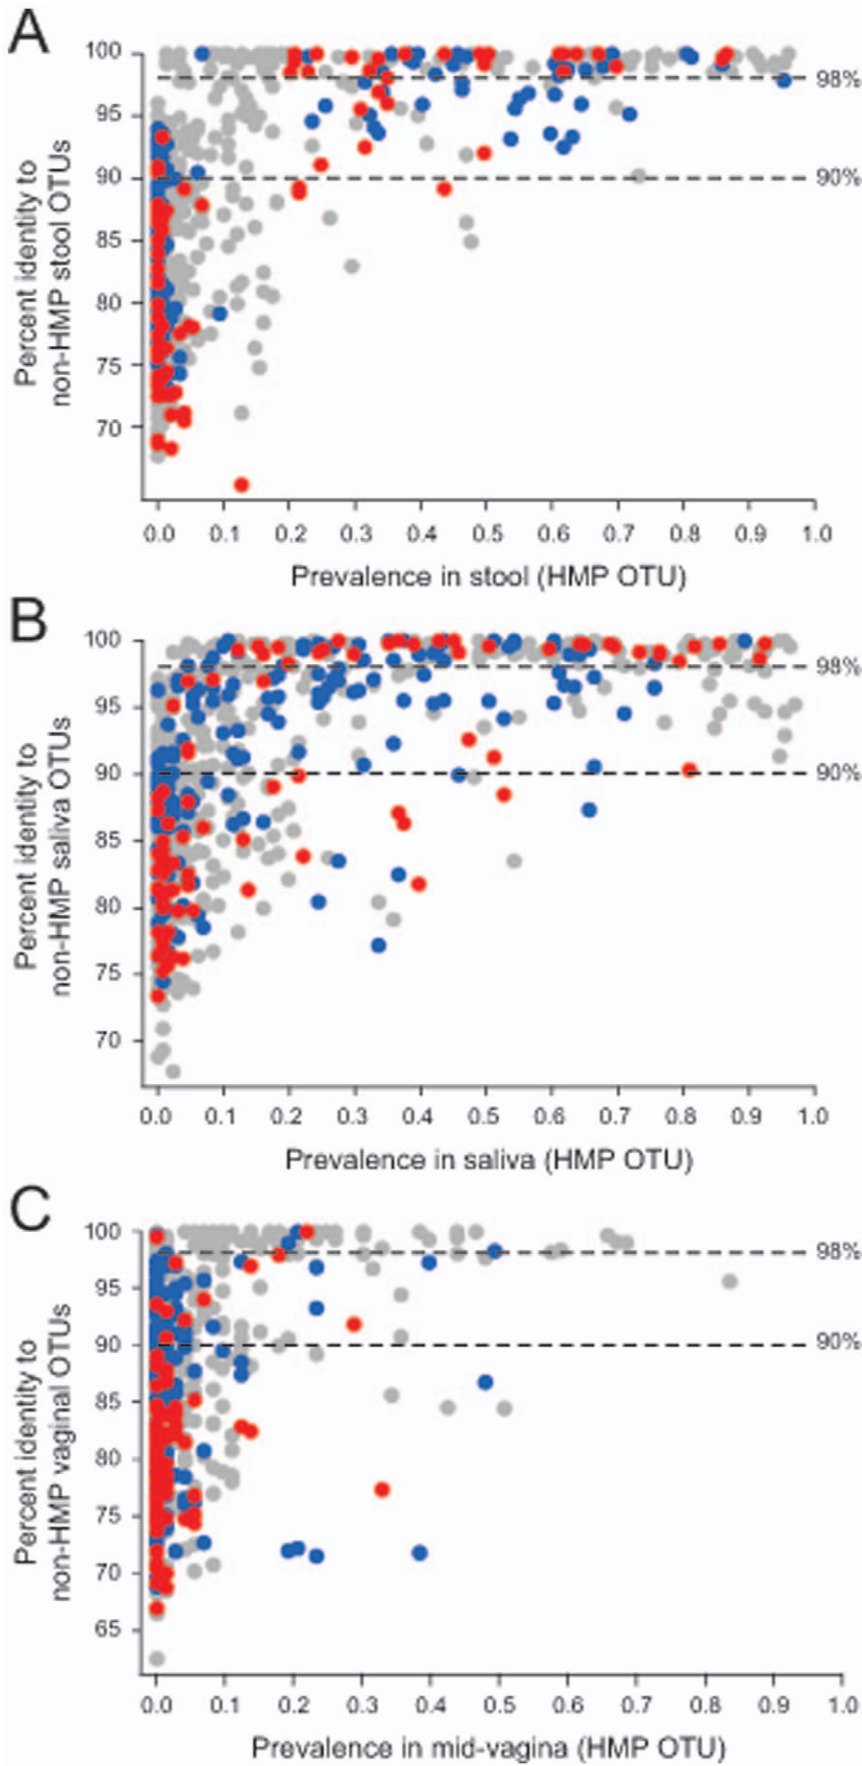 A
Percent identity to
non-HMP stool OTUs
100
95
90
85
80
75
70
98%
90%
0.0 0.1 0.2 0.3 0.4 0.5 0.6 0.7 0.8 0.9 1.0
Prevalence in stool (HMP OTU)
B
Percent identity to
non-HMP saliva OTUs
100
95
90
85
80
75
70
98%
90%
0.0 0.1 0.2 0.3 0.4 0.5 0.6 0.7 0.8 0.9 1.0
Prevalence in saliva (HMP OTU)
C
Percent identity to
non-HMP vaginal OTUs
100
95
90
85
80
75
70
65
98%
90%
0.0 0.1 0.2 0.3 0.4 0.5 0.6 0.7 0.8 0.9 1.0
Prevalence in mid-vagina (HMP OTU)